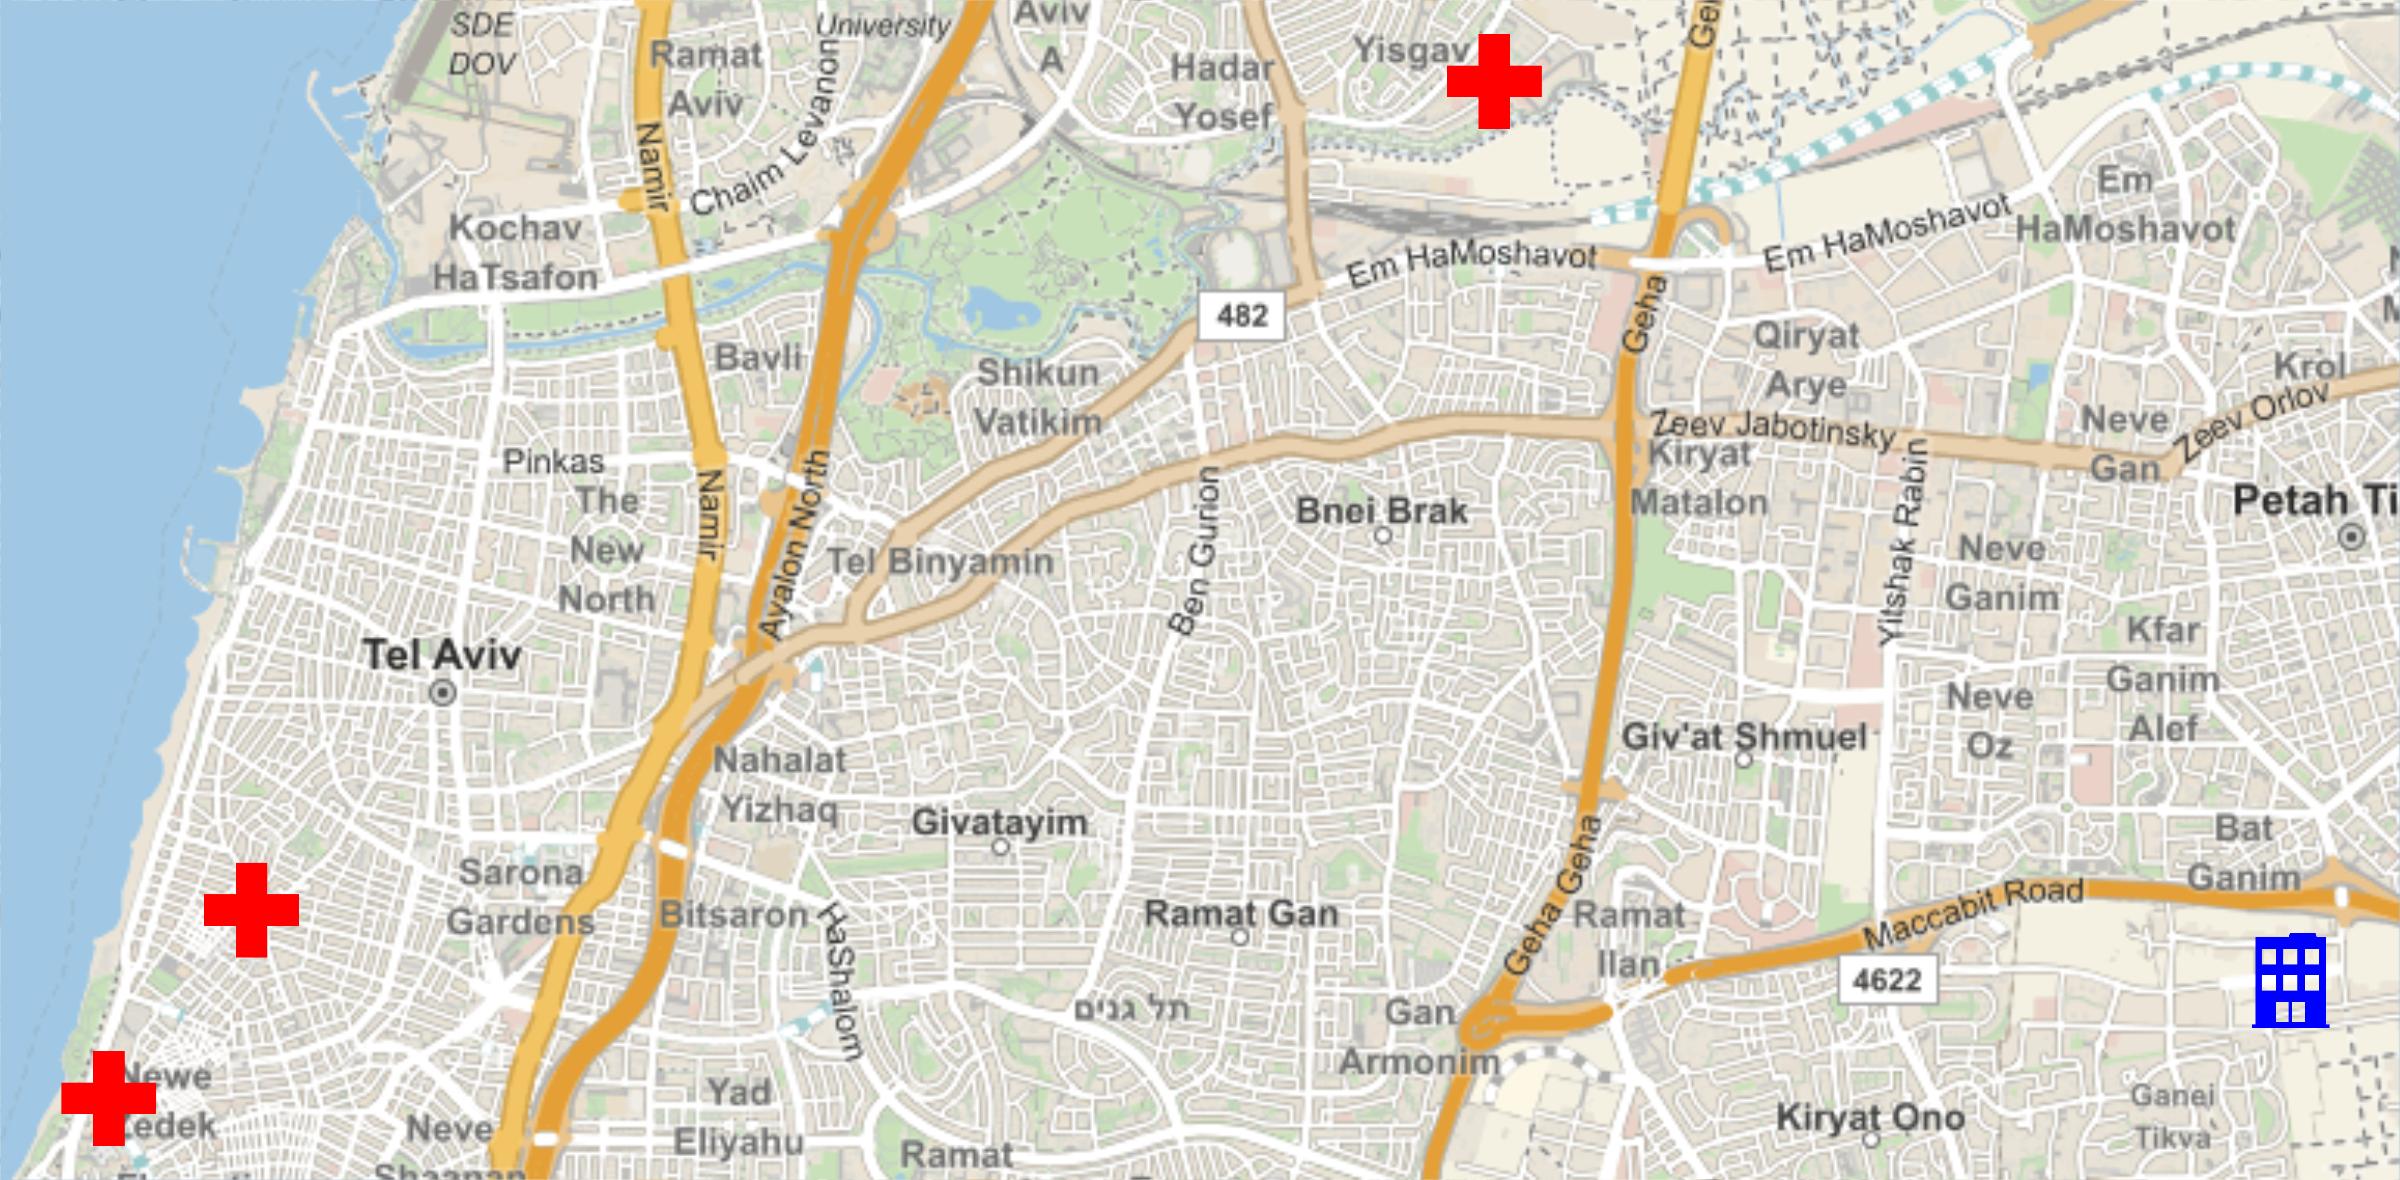 SDE
DOV
Ramat
Aviv
University
Aviv
A
Hadar
Yosef
Yisgav
Namir
Chaim Levanon
Kochav
HaTsafon
Em HaMoshavot
Em HaMoshavot
Em
HaMoshavot
482
Geha
Bavli
Shikun
Vatikim
Qiryat
Arye
Krol
Zeev Orlov
Neve
Gan
Zeev Jabotinsky
Kiryat
Matalon
Pinkas
The
New
North
Namir
Ayalon North
Tel Binyamin
Ben Gurion
Bnei Brak
Yitshak Rabin
Petah Ti
Neve
Ganim
Tel Aviv
Kfar
Ganim
Alef
Neve
Oz
Giv'at Shmuel
Nahalat
Yizhaq
Givatayim
Bat
Ganim
Sarona
Gardens
Bitsaron
HaShalom
Ramat Gan
Geha Geha
Ramat
Ilan
Maccabit Road
4622
תל גנים
Gan
Armonim
Newe
Zedek
Neve
Shaanan
Yad
Eliyahu
Ramat
Kiryat Ono
Ganei
Tikva